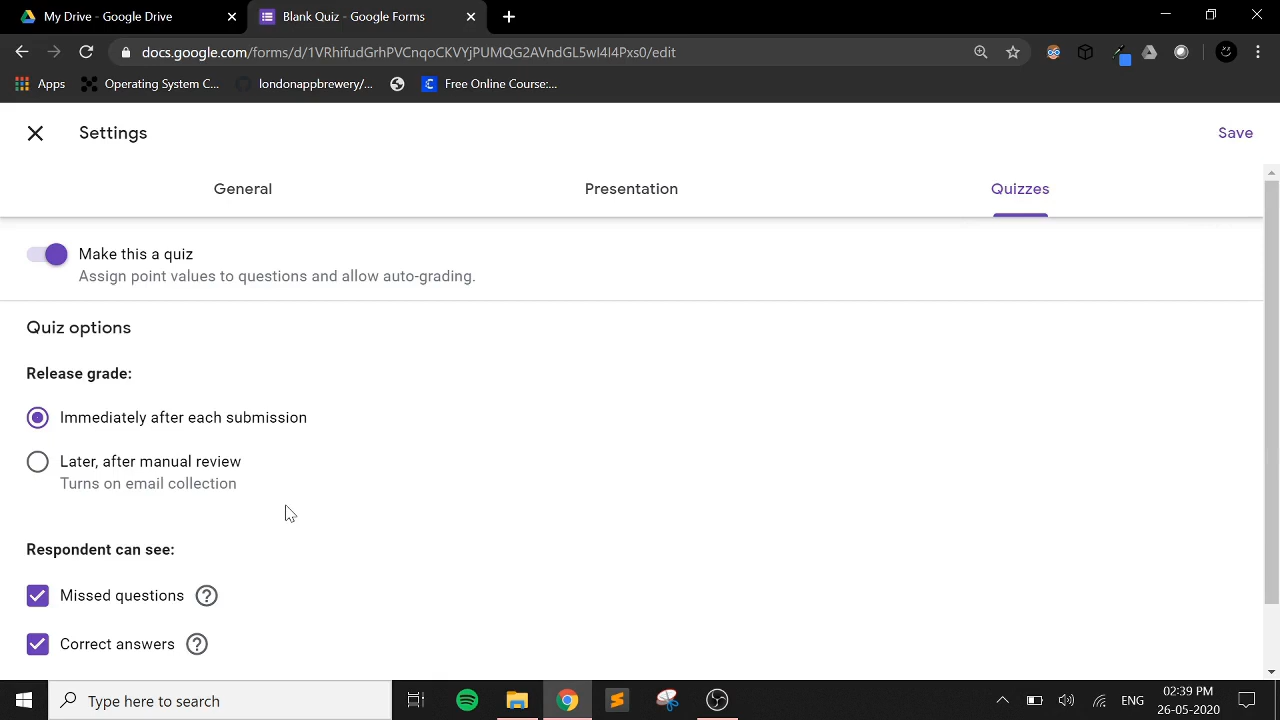 My Drive - Google Drive
Blank Quiz - Google Forms
docs.google.com/forms/d/1VRhifudGrhPVCnqoCKVYjPUMQG2AVndGL5wl4l4Pxs0/edit
Apps
Operating System C...
londonappbrewery/...
Free Online Course:...
Settings
Save
General
Presentation
Quizzes
Make this a quiz
Assign point values to questions and allow auto-grading.
Quiz options
Release grade:
Immediately after each submission
Later, after manual review
Turns on email collection
Respondent can see:
Missed questions
Correct answers
Type here to search
ENG
02:39 PM
26-05-2020